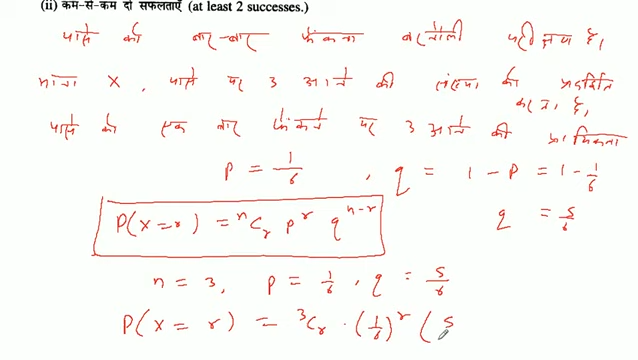 (ii) कम-से-कम दो सफलताएँ (at least 2 successes.)
पासे को बार-बार फेंकना बरनौली परीक्षण है।
माना X, पासे पर 3 आने की संख्या को प्रदर्शित
करता है,
पासे को एक बार फेंकने पर 3 आने की प्रायिकता
p = 1/6 , q = 1 - p = 1 - 1/6
q = 5/6
P(X=r) = ⁿCᵣ pʳ qⁿ⁻ʳ
n = 3, p = 1/6, q = 5/6
P(X = r) = ³Cᵣ · (1/6)ʳ (5